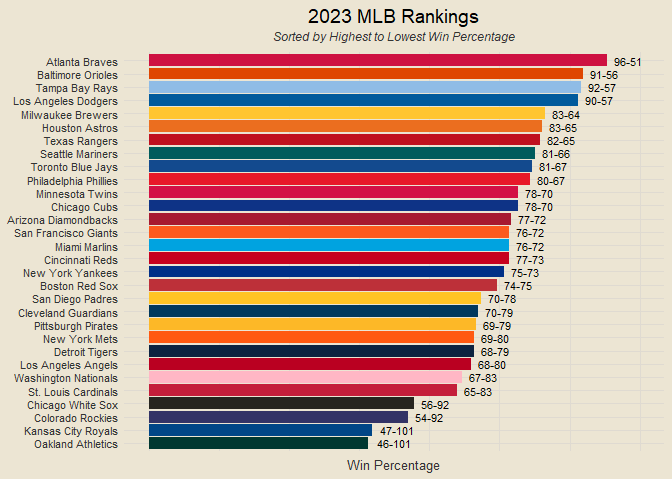 2023 MLB Rankings
Sorted by Highest to Lowest Win Percentage
Atlanta Braves 96-51
Baltimore Orioles 91-56
Tampa Bay Rays 92-57
Los Angeles Dodgers 90-57
Milwaukee Brewers 83-64
Houston Astros 83-65
Texas Rangers 82-65
Seattle Mariners 81-66
Toronto Blue Jays 81-67
Philadelphia Phillies 80-67
Minnesota Twins 78-70
Chicago Cubs 78-70
Arizona Diamondbacks 77-72
San Francisco Giants 76-72
Miami Marlins 76-72
Cincinnati Reds 77-73
New York Yankees 75-73
Boston Red Sox 74-75
San Diego Padres 70-78
Cleveland Guardians 70-79
Pittsburgh Pirates 69-79
New York Mets 69-80
Detroit Tigers 68-79
Los Angeles Angels 68-80
Washington Nationals 67-83
St. Louis Cardinals 65-83
Chicago White Sox 56-92
Colorado Rockies 54-92
Kansas City Royals 47-101
Oakland Athletics 46-101
Win Percentage